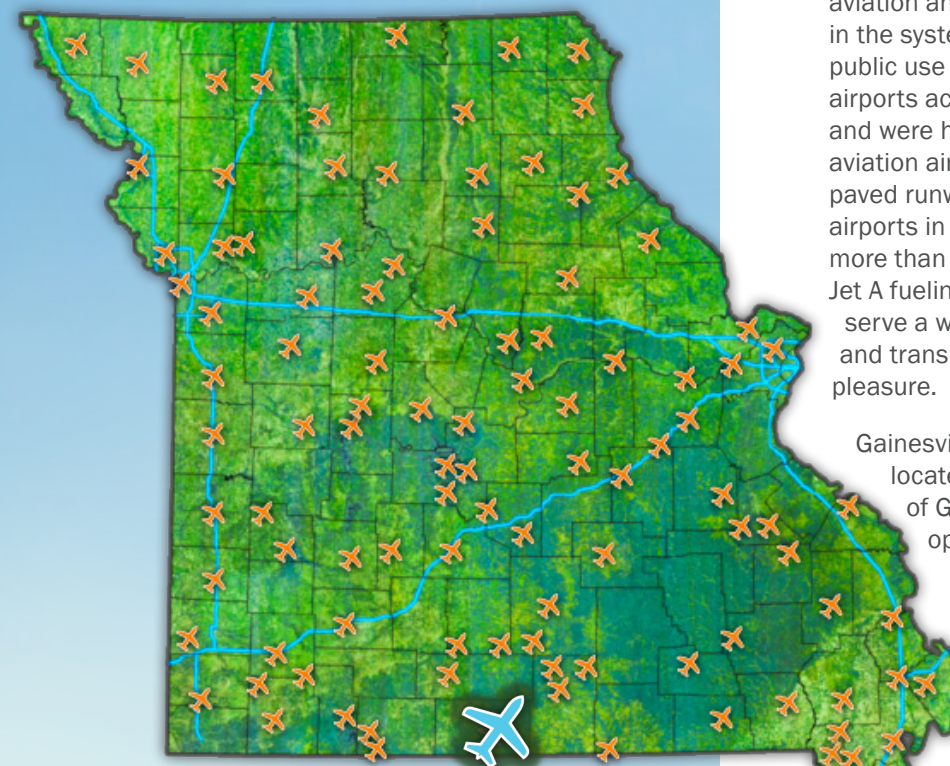 aviation
in the syste
public use
airports ac
and were h
aviation air
paved runw
airports in
more than
Jet A fuelin
serve a w
and trans
pleasure.
Gainesvi
locate
of G
op